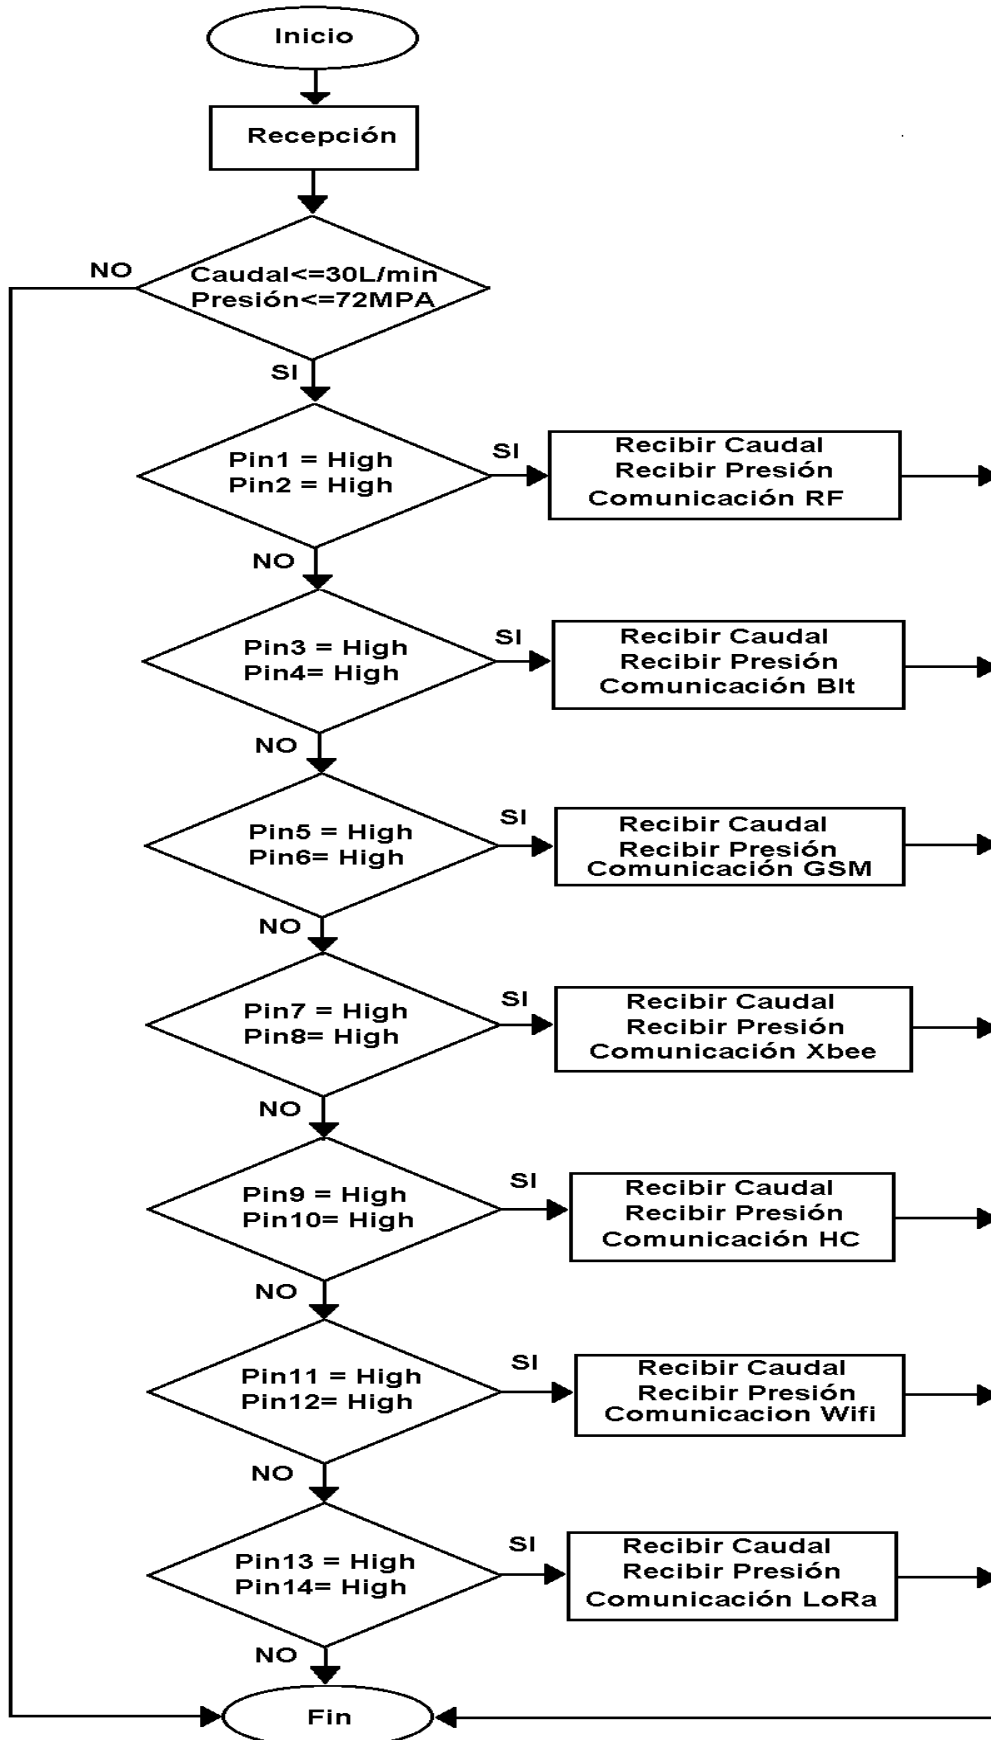 Inicio
Recepción
NO
Caudal<=30L/min
Presión<=72MPA
SI
Pin1 = High
Pin2 = High
SI
Recibir Caudal
Recibir Presión
Comunicación RF
NO
Pin3 = High
Pin4= High
SI
Recibir Caudal
Recibir Presión
Comunicación Blt
NO
Pin5 = High
Pin6= High
SI
Recibir Caudal
Recibir Presión
Comunicación GSM
NO
Pin7 = High
Pin8= High
SI
Recibir Caudal
Recibir Presión
Comunicación Xbee
NO
Pin9 = High
Pin10= High
SI
Recibir Caudal
Recibir Presión
Comunicación HC
NO
Pin11 = High
Pin12= High
SI
Recibir Caudal
Recibir Presión
Comunicacion Wifi
NO
Pin13 = High
Pin14= High
SI
Recibir Caudal
Recibir Presión
Comunicación LoRa
NO
Fin